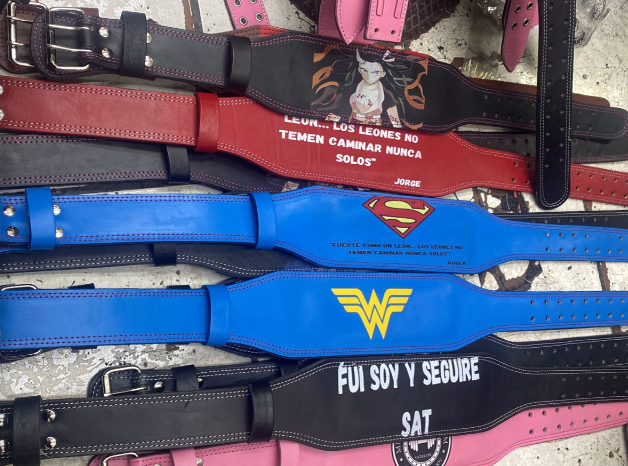 LEON... LOS LEONES NO
TEMEN CAMINAR NUNCA
SOLOS"
JORGE
S
"FUERTE COMO UN LEON... LOS LEONES NO
TEMEN CAMINAR NUNCA SOLOS"
W
FUI SOY Y SEGUIRE
SAT